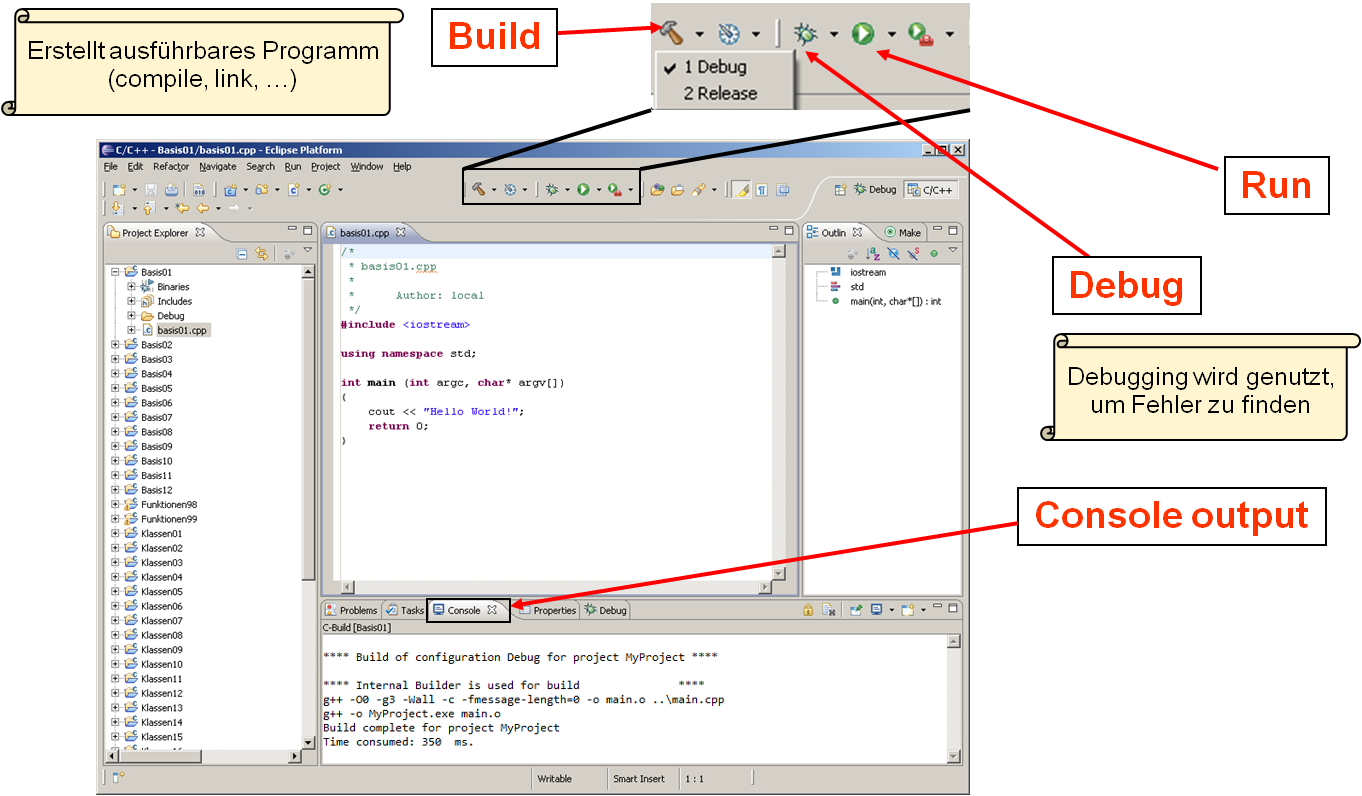 Erstellt ausführbares Programm
(compile, link, …)
Build
1 Debug
2 Release
Run
Debug
Debugging wird genutzt,
um Fehler zu finden
Console output
C/C++ - Basis01/basis01.cpp - Eclipse Platform
File Edit Refactor Navigate Search Run Project Window Help
Debug C/C++
Project Explorer
Basis01
Binaries
Includes
Debug
basis01.cpp
Basis02
Basis03
Basis04
Basis05
Basis06
Basis07
Basis08
Basis09
Basis10
Basis11
Basis12
Funktionen98
Funktionen99
Klassen01
Klassen02
Klassen03
Klassen04
Klassen05
Klassen06
Klassen07
Klassen08
Klassen09
Klassen10
Klassen11
Klassen12
Klassen13
Klassen14
Klassen15
basis01.cpp
/*
* basis01.cpp
*
* Author: local
*/
#include <iostream>
using namespace std;
int main (int argc, char* argv[])
{
cout << "Hello World!";
return 0;
}
Outlin Make
iostream
std
main(int, char*[]) : int
Problems Tasks Console Properties Debug
C-Build [Basis01]
**** Build of configuration Debug for project MyProject ****
**** Internal Builder is used for build ****
g++ -O0 -g3 -Wall -c -fmessage-length=0 -o main.o ..\main.cpp
g++ -o MyProject.exe main.o
Build complete for project MyProject
Time consumed: 350 ms.
Writable Smart Insert 1 : 1